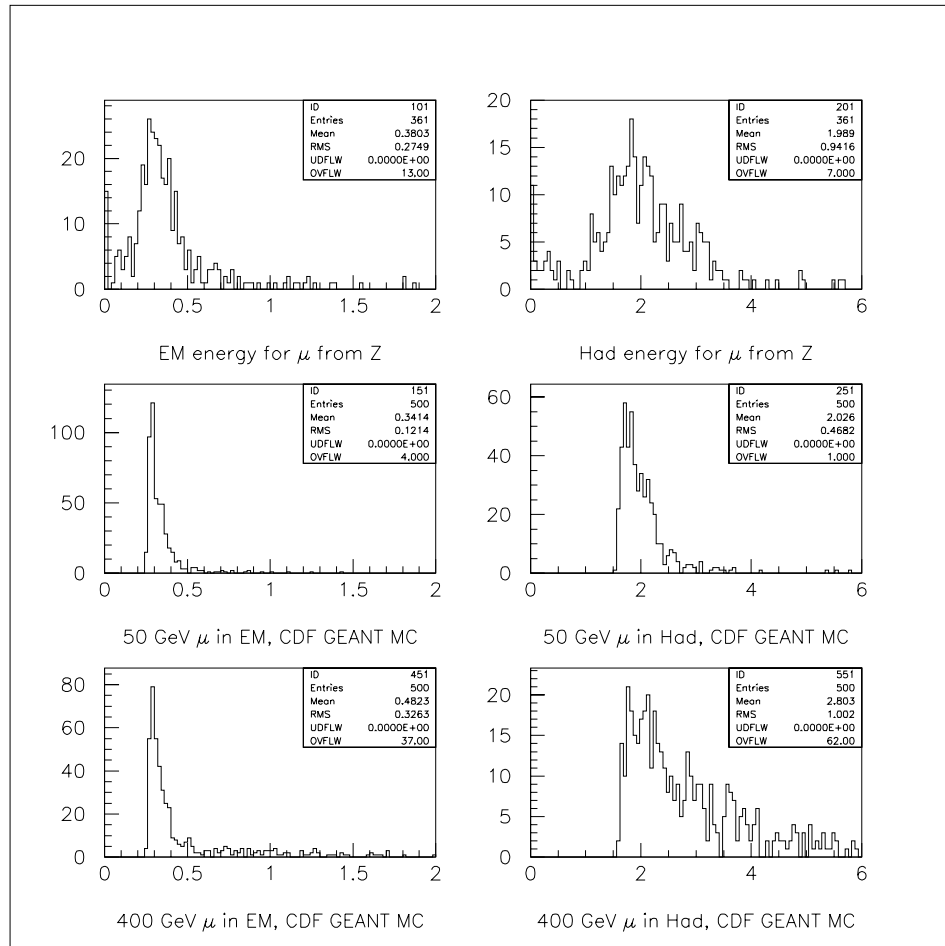 ID 101
Entries 361
Mean 0.3803
RMS 0.2749
UDFLW 0.0000E+00
OVFLW 13.00
20
10
0
0 0.5 1 1.5 2
EM energy for μ from Z
ID 201
Entries 361
Mean 1.989
RMS 0.9416
UDFLW 0.0000E+00
OVFLW 7.000
20
15
10
5
0
0 2 4 6
Had energy for μ from Z
ID 151
Entries 500
Mean 0.3414
RMS 0.1214
UDFLW 0.0000E+00
OVFLW 4.000
100
50
0
0 0.5 1 1.5 2
50 GeV μ in EM, CDF GEANT MC
ID 251
Entries 500
Mean 2.026
RMS 0.4682
UDFLW 0.0000E+00
OVFLW 1.000
60
40
20
0
0 2 4 6
50 GeV μ in Had, CDF GEANT MC
ID 451
Entries 500
Mean 0.4823
RMS 0.3263
UDFLW 0.0000E+00
OVFLW 37.00
80
60
40
20
0
0 0.5 1 1.5 2
400 GeV μ in EM, CDF GEANT MC
ID 551
Entries 500
Mean 2.803
RMS 1.002
UDFLW 0.0000E+00
OVFLW 62.00
20
15
10
5
0
0 2 4 6
400 GeV μ in Had, CDF GEANT MC